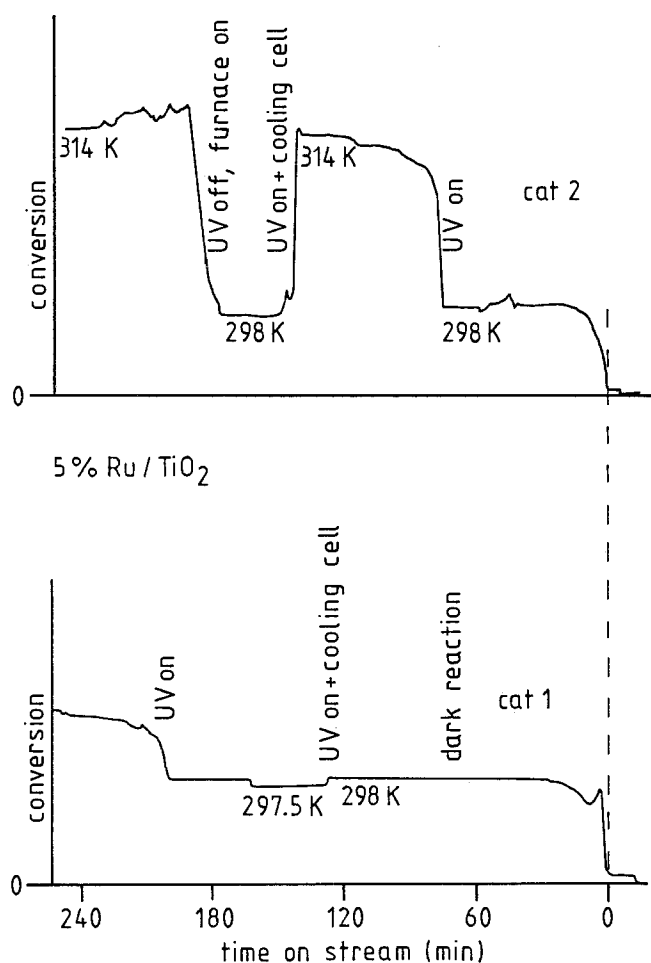 UV off, furnace on
UV on + cooling cell
314 K
314 K
UV on
cat 2
conversion
298 K
298 K
0
5% Ru / TiO2
UV on
UV on + cooling cell
dark reaction
cat 1
conversion
297.5 K
298 K
0
240 180 120 60 0
time on stream (min)